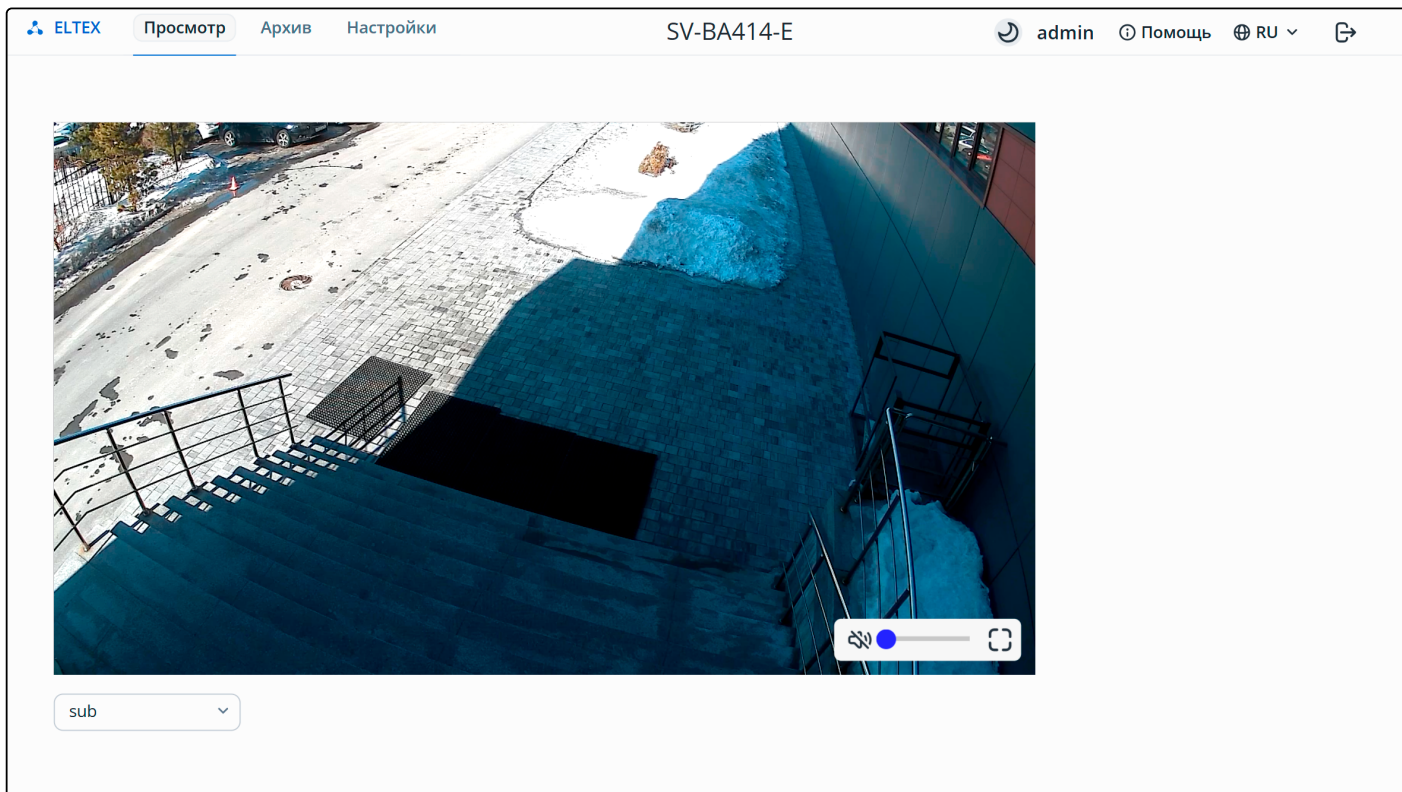 ELTEX Просмотр Архив Настройки SV-BA414-E admin Помощь RU
sub